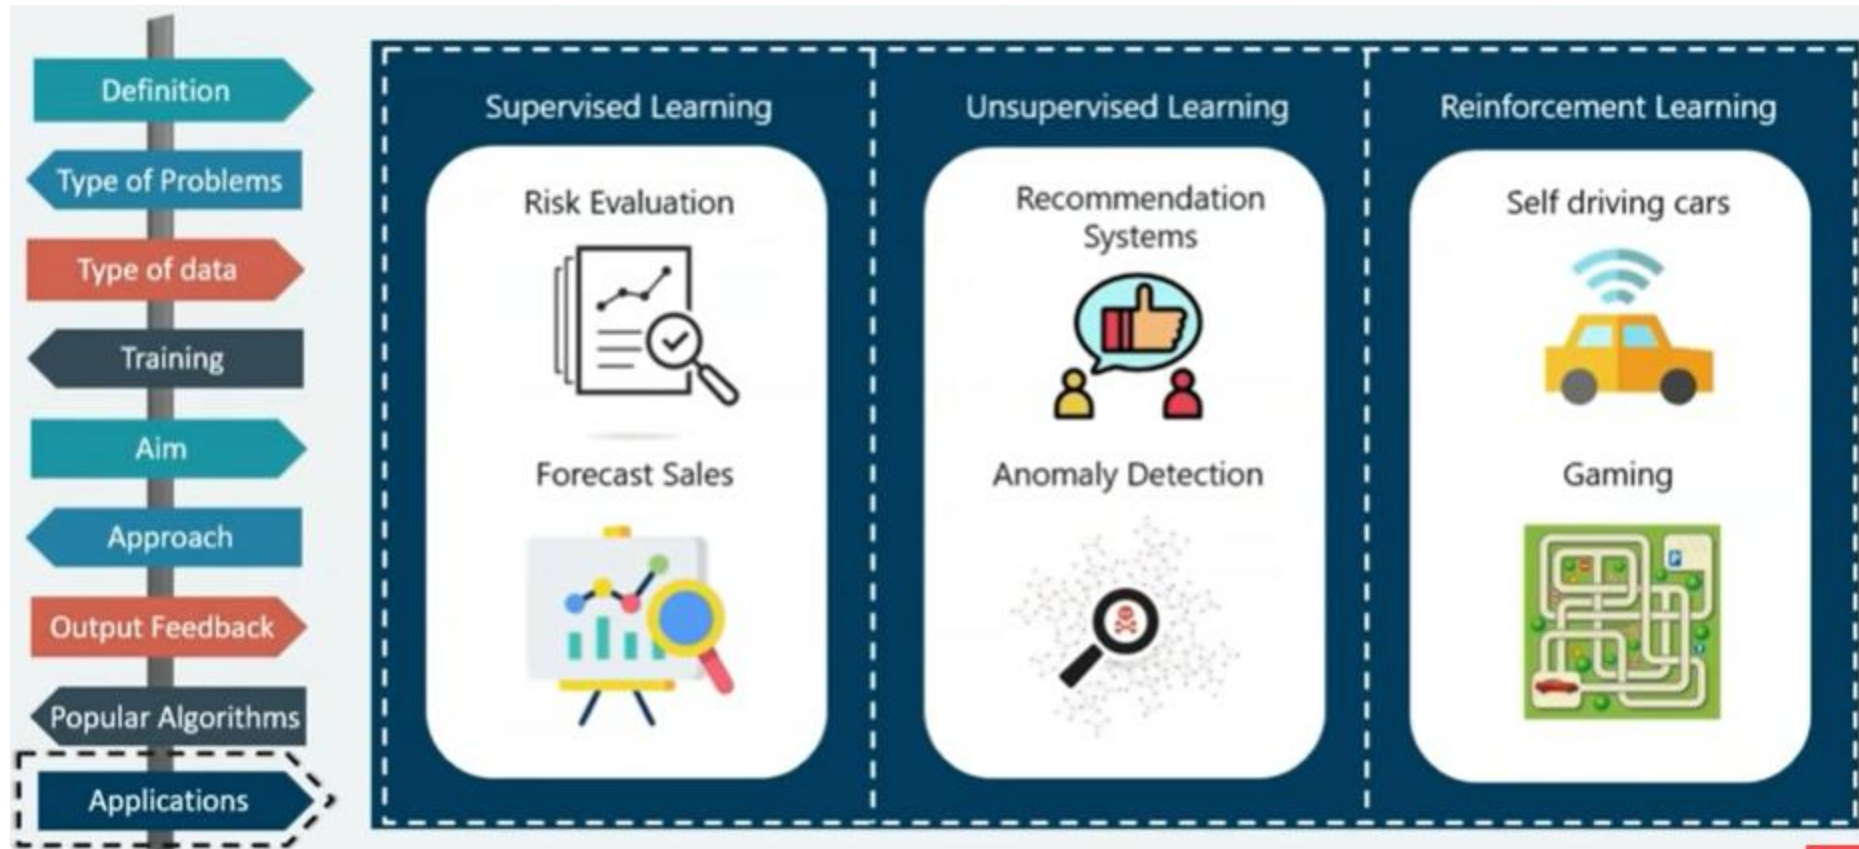 Definition
Type of Problems
Type of data
Training
Aim
Approach
Output Feedback
Popular Algorithms
Applications
Supervised Learning
Risk Evaluation
Forecast Sales
Unsupervised Learning
Recommendation
Systems
Anomaly Detection
Reinforcement Learning
Self driving cars
Gaming
P